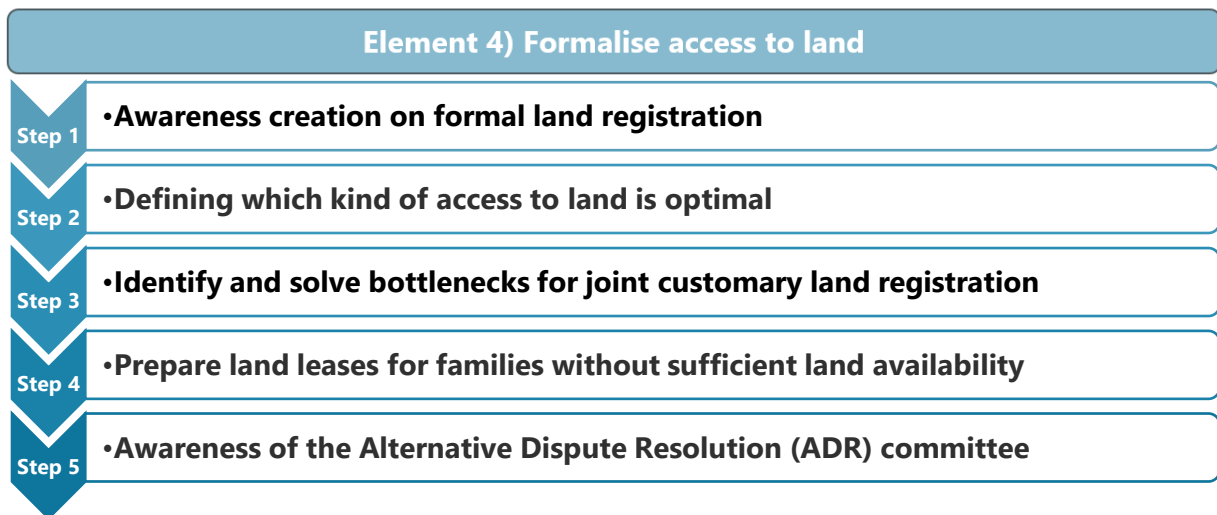 Element 4) Formalise access to land
Step 1
•Awareness creation on formal land registration
Step 2
•Defining which kind of access to land is optimal
Step 3
•Identify and solve bottlenecks for joint customary land registration
Step 4
•Prepare land leases for families without sufficient land availability
Step 5
•Awareness of the Alternative Dispute Resolution (ADR) committee